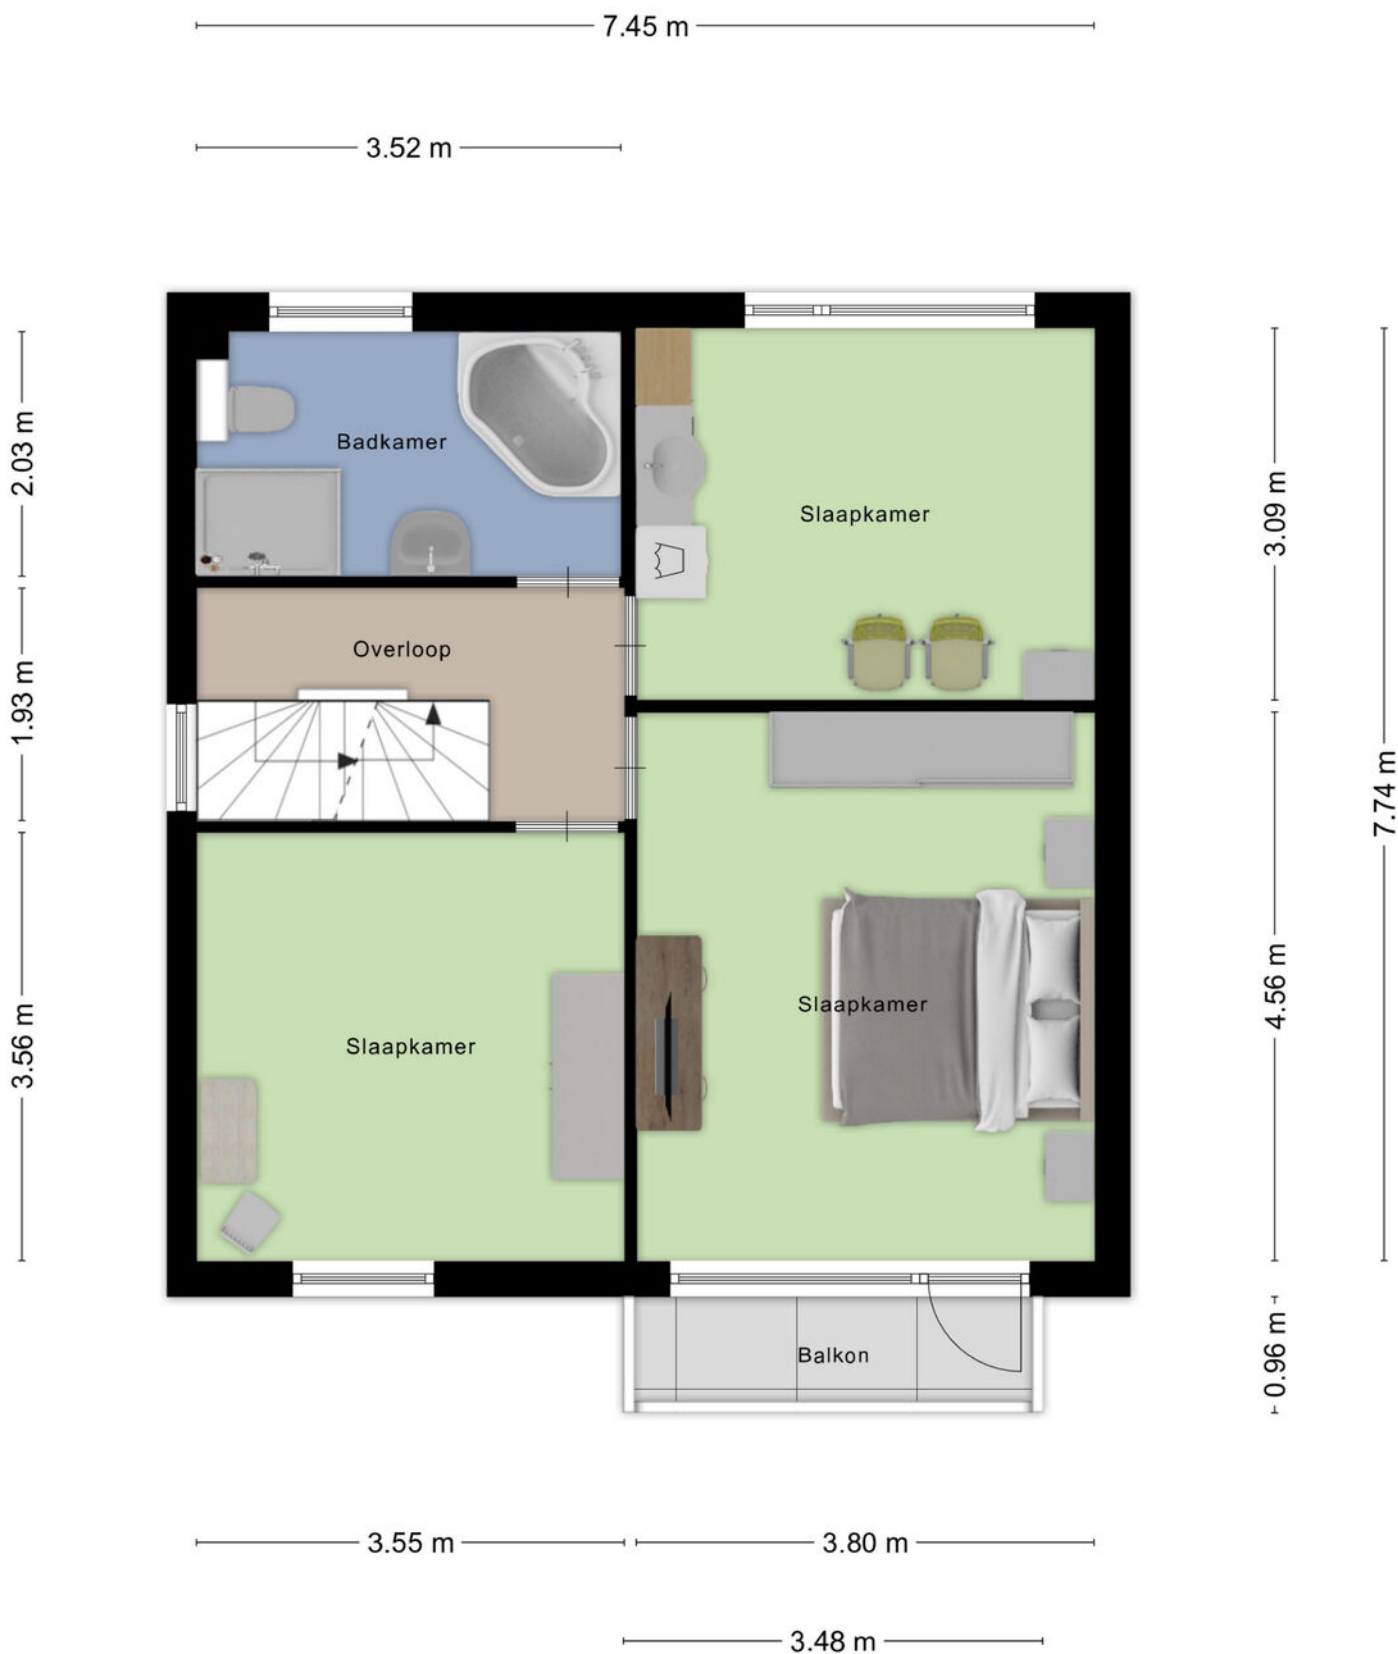 7.45 m
3.52 m
2.03 m
Badkamer
Slaapkamer
3.09 m
1.93 m
Overloop
7.74 m
3.56 m
Slaapkamer
Slaapkamer
4.56 m
Balkon
0.96 m
3.55 m
3.80 m
3.48 m